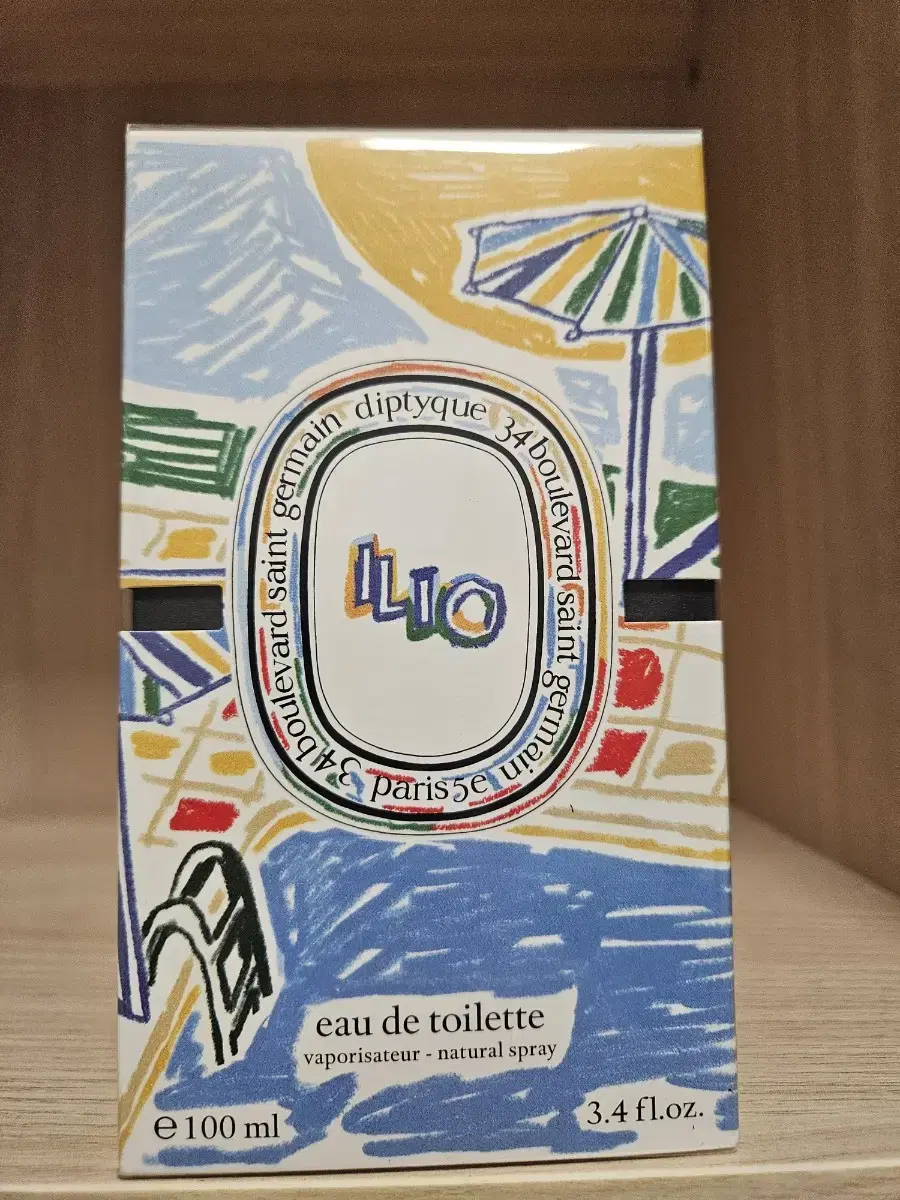 diptyque 34 boulevard saint germain paris 5e 34 boulevard saint germain
ILIO
eau de toilette
vaporisateur - natural spray
e 100 ml
3.4 fl.oz.